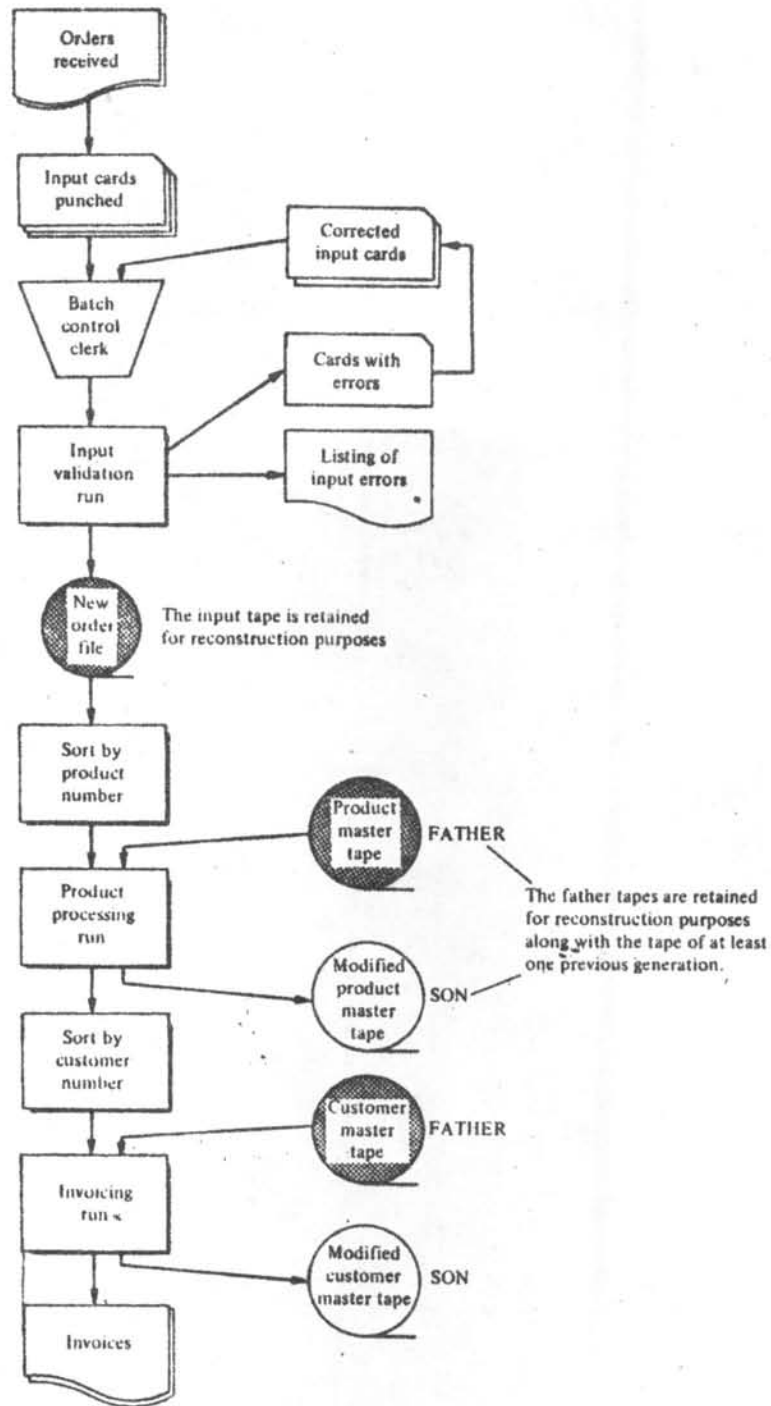 Orders
received
Input cards
punched
Corrected
input cards
Batch
control
clerk
Cards with
errors
Input
validation
run
Listing of
input errors
New
order
file
The input tape is retained
for reconstruction purposes
Sort by
product
number
Product
master
tape
FATHER
Product
processing
run
The father tapes are retained
for reconstruction purposes
along with the tape of at least
one previous generation.
Modified
product
master
tape
SON
Sort by
customer
number
Customer
master
tape
FATHER
Invoicing
run
Modified
customer
master tape
SON
Invoices